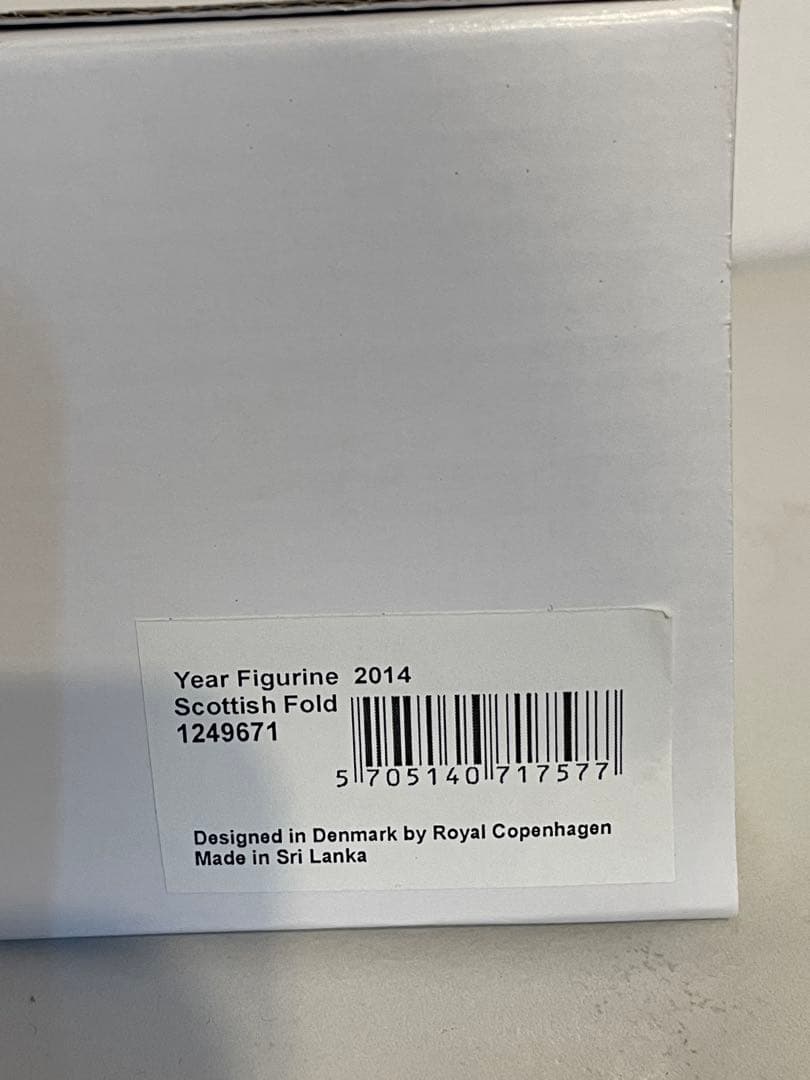 Year Figurine 2014
Scottish Fold
1249671
5 705140 717577
Designed in Denmark by Royal Copenhagen
Made in Sri Lanka